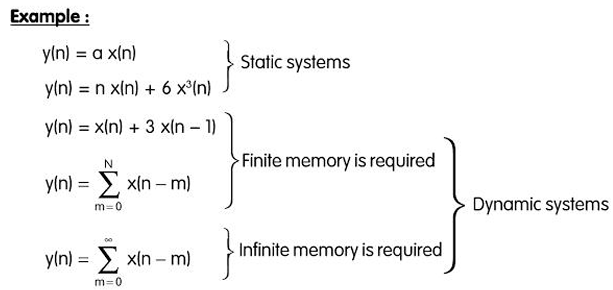 Example :
y(n) = a x(n)
y(n) = n x(n) + 6 x³(n)
Static systems
y(n) = x(n) + 3 x(n – 1)
y(n) = N ∑ m=0 x(n – m)
Finite memory is required
y(n) = ∞ ∑ m=0 x(n – m)
Infinite memory is required
Dynamic systems